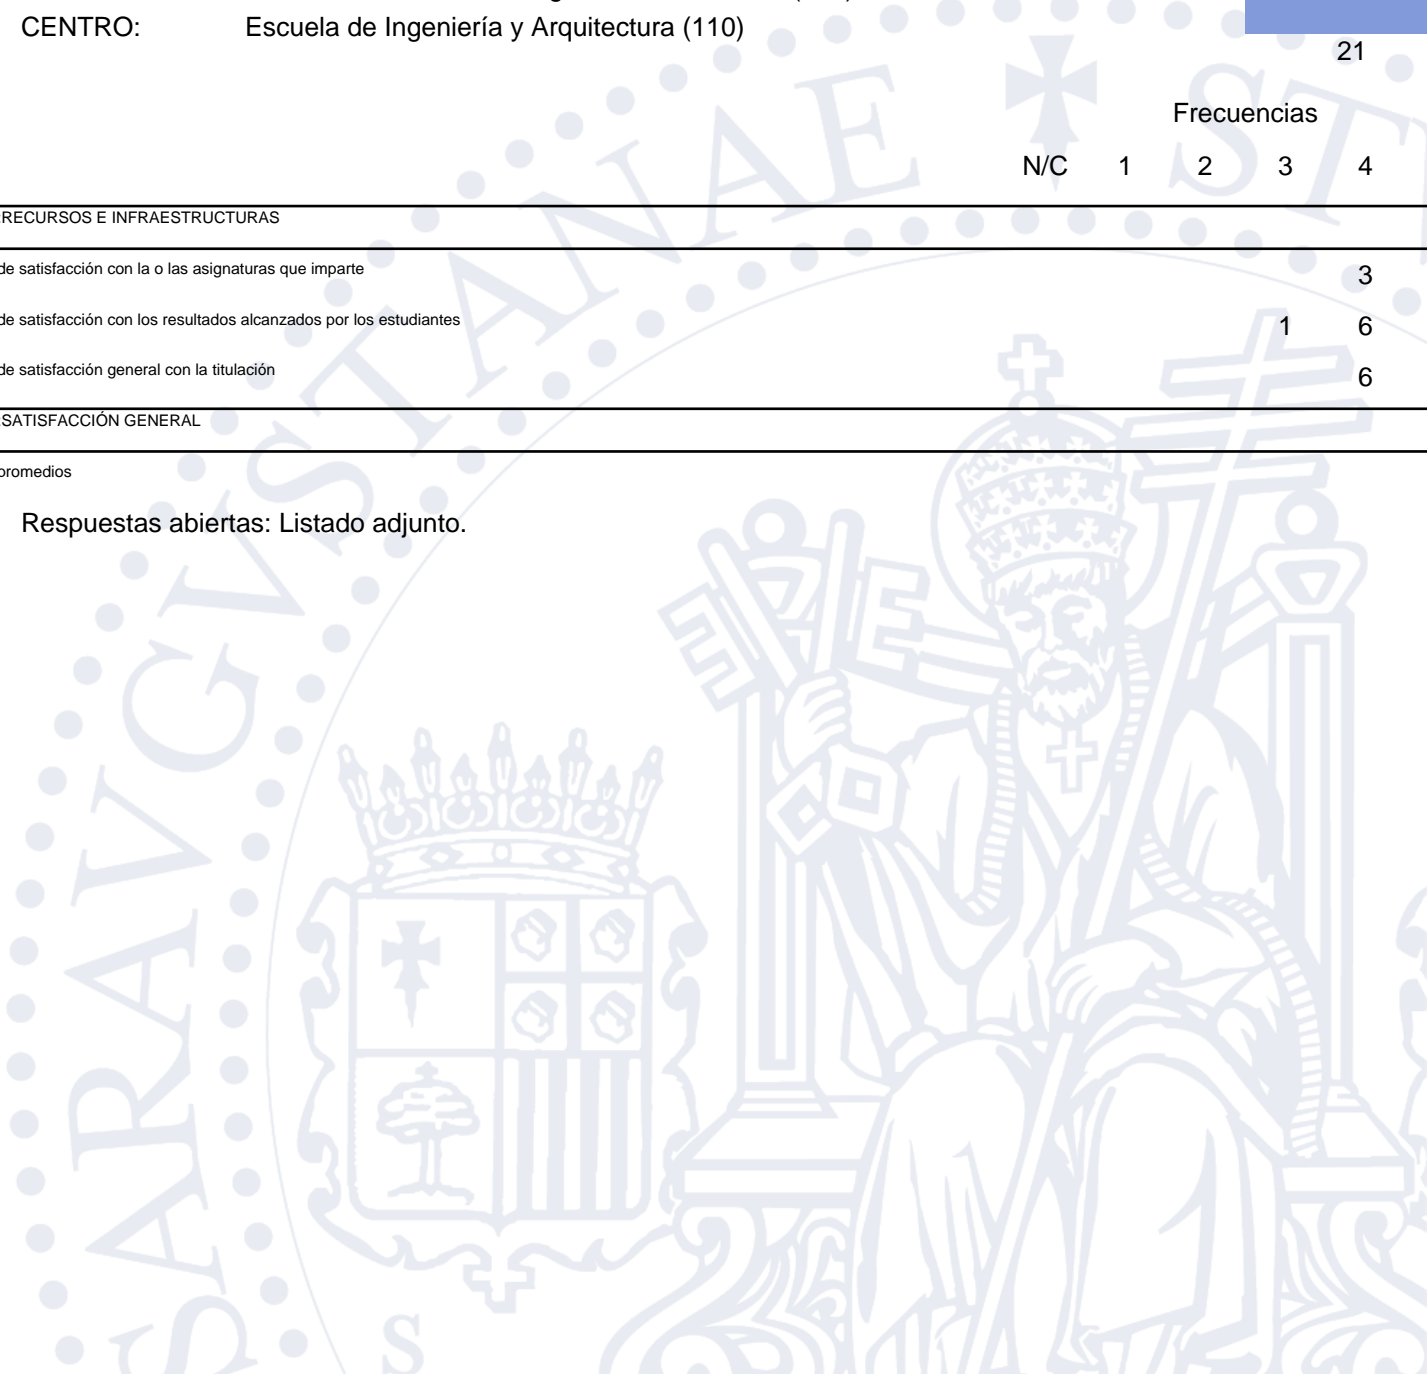 CENTRO: Escuela de Ingeniería y Arquitectura (110)
21
Frecuencias
N/C 1 2 3 4
RECURSOS E INFRAESTRUCTURAS
de satisfacción con la o las asignaturas que imparte 3
de satisfacción con los resultados alcanzados por los estudiantes 1 6
de satisfacción general con la titulación 6
SATISFACCIÓN GENERAL
promedios
Respuestas abiertas: Listado adjunto.
SARAVGVSTANAE ST
S